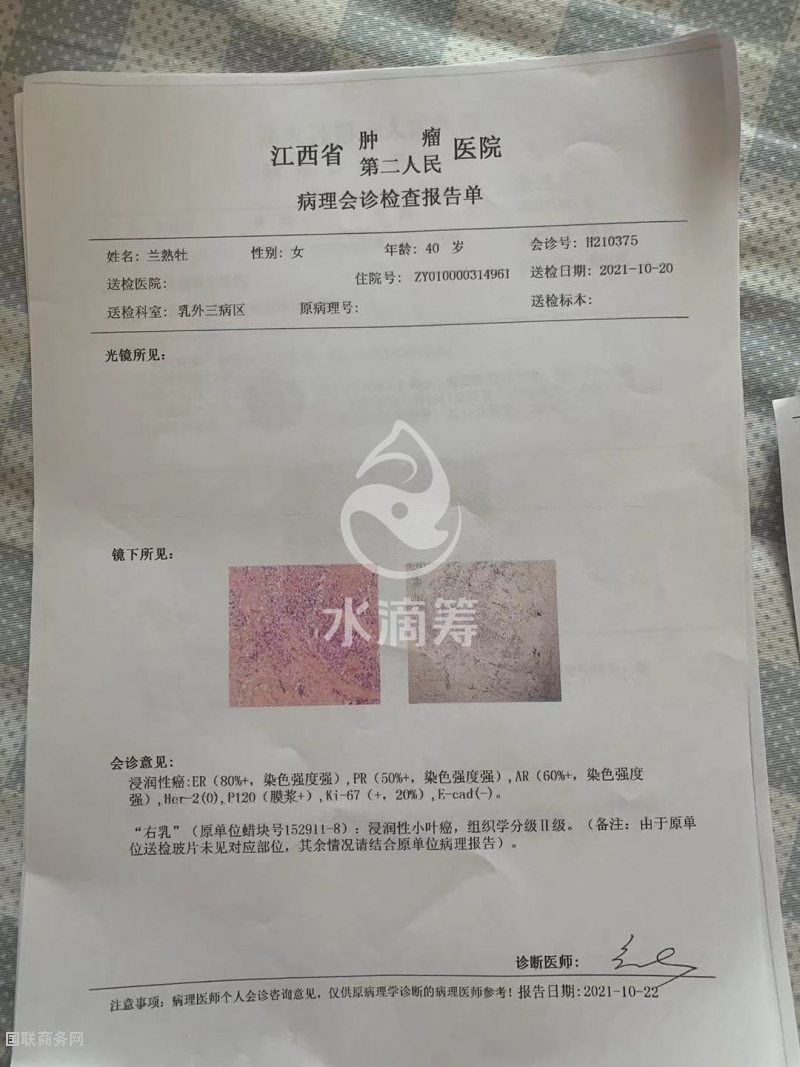 江西省 肿瘤 第二人民 医院
病理会诊检查报告单
姓名: 兰熟牡 性别: 女 年龄: 40 岁 会诊号: H210375
送检医院: 住院号: ZY010000314961 送检日期: 2021-10-20
送检科室: 乳外三病区 原病理号: 送检标本:
光镜所见:
镜下所见:
水滴筹
会诊意见:
浸润性癌:ER（80%+，染色强度强）,PR（50%+，染色强度强）,AR（60%+，染色强度
强）,Her-2(0),P120（膜浆+）,Ki-67（+，20%）,E-cad(-)。
“右乳”（原单位蜡块号152911-8）: 浸润性小叶癌，组织学分级Ⅱ级。（备注: 由于原单
位送检玻片未见对应部位，其余情况请结合原单位病理报告）。
诊断医师:
注意事项: 病理医师个人会诊咨询意见，仅供原病理学诊断的病理医师参考! 报告日期:2021-10-22
国联商务网